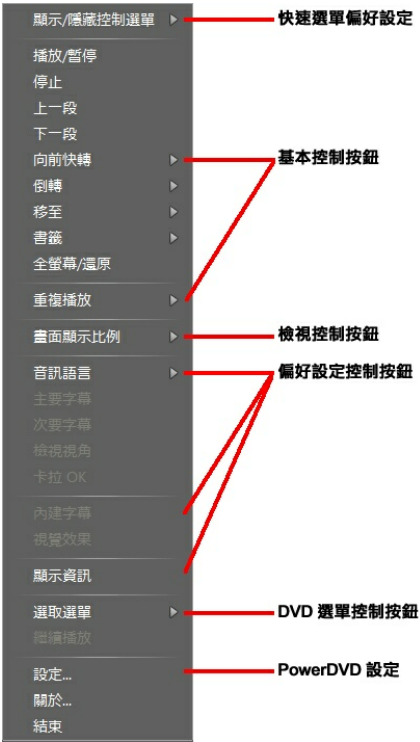 顯示/隱藏控制選單
快速選單偏好設定
播放/暫停
停止
上一段
下一段
向前快轉
基本控制按鈕
倒轉
移至
書籤
全螢幕/還原
重複播放
畫面顯示比例
檢視控制按鈕
音訊語言
偏好設定控制按鈕
主要字幕
次要字幕
檢視視角
卡拉 OK
內建字幕
視覺效果
顯示資訊
選取選單
DVD 選單控制按鈕
繼續播放
設定...
PowerDVD 設定
關於...
結束